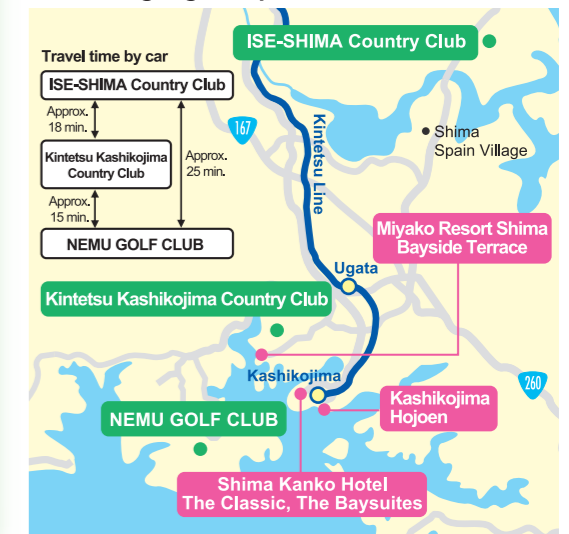 ISE-SHIMA Country Club
Travel time by car
ISE-SHIMA Country Club
Approx.
18 min.
Kintetsu Kashikojima
Country Club
Approx.
25 min.
Approx.
15 min.
NEMU GOLF CLUB
167
Kintetsu Line
Shima
Spain Village
Miyako Resort Shima
Bayside Terrace
Ugata
Kintetsu Kashikojima Country Club
Kashikojima
260
Kashikojima
Hojoen
NEMU GOLF CLUB
Shima Kanko Hotel
The Classic, The Baysuites